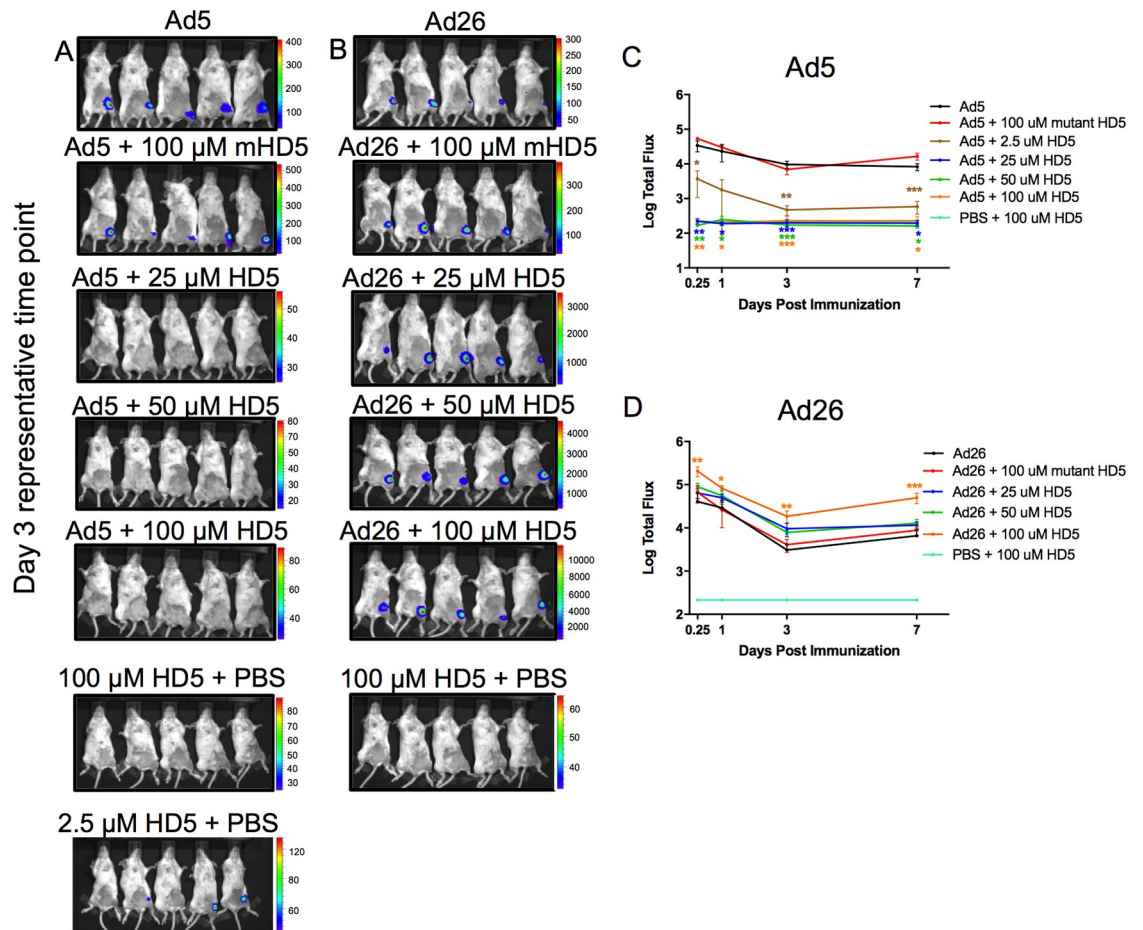 Day 3 representative time point
A
Ad5
400
300
200
100
Ad5 + 100 µM mHD5
500
400
300
200
100
Ad5 + 25 µM HD5
50
40
30
Ad5 + 50 µM HD5
80
70
60
50
40
30
Ad5 + 100 µM HD5
80
60
40
100 µM HD5 + PBS
80
70
60
50
40
30
2.5 µM HD5 + PBS
120
80
60
B
Ad26
300
250
200
150
100
50
Ad26 + 100 µM mHD5
300
200
100
Ad26 + 25 µM HD5
3000
2000
1000
Ad26 + 50 µM HD5
4000
3000
2000
1000
Ad26 + 100 µM HD5
10000
8000
6000
4000
2000
100 µM HD5 + PBS
60
50
40
C
Ad5
Log Total Flux
6
5
4
3
2
1
*
**
***
** * *** *
** * *** *
** * *** *
0.25 1 3 7
Days Post Immunization
Ad5
Ad5 + 100 uM mutant HD5
Ad5 + 2.5 uM HD5
Ad5 + 25 uM HD5
Ad5 + 50 uM HD5
Ad5 + 100 uM HD5
PBS + 100 uM HD5
D
Ad26
Log Total Flux
6
5
4
3
2
** * ** ***
0.25 1 3 7
Days Post Immunization
Ad26
Ad26 + 100 uM mutant HD5
Ad26 + 25 uM HD5
Ad26 + 50 uM HD5
Ad26 + 100 uM HD5
PBS + 100 uM HD5